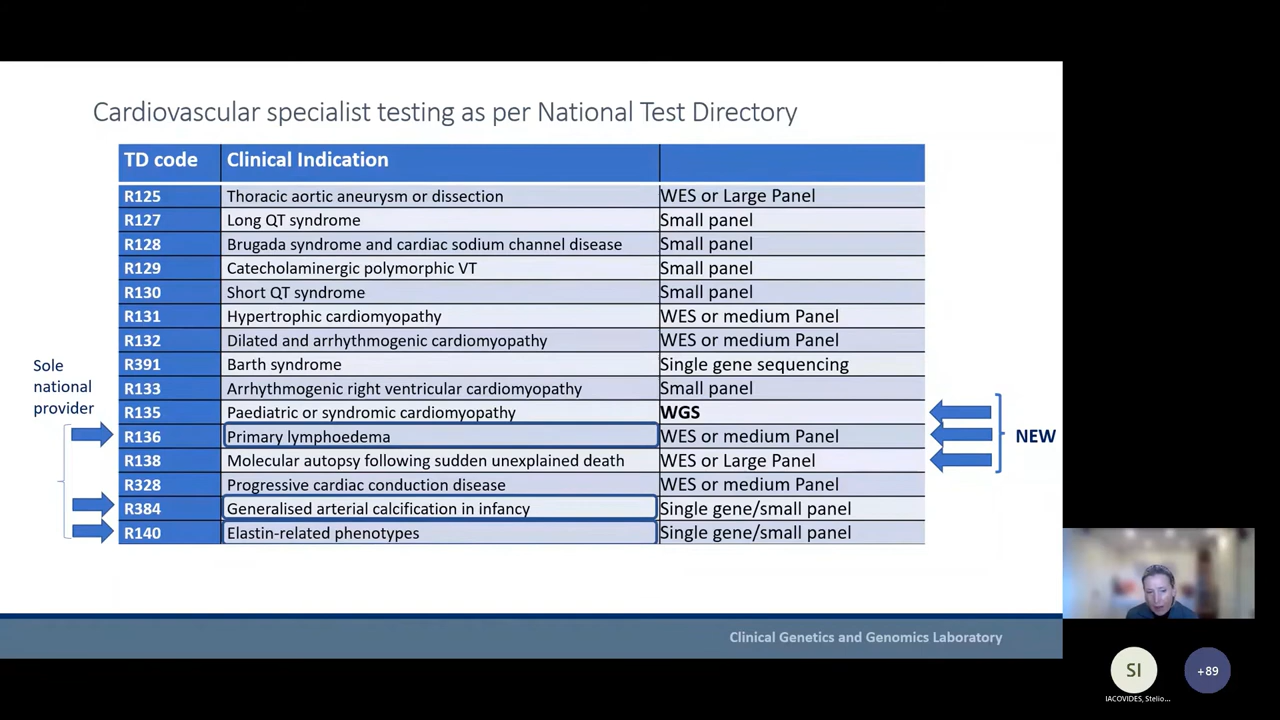 Cardiovascular specialist testing as per National Test Directory
TD code Clinical Indication
R125 Thoracic aortic aneurysm or dissection WES or Large Panel
R127 Long QT syndrome Small panel
R128 Brugada syndrome and cardiac sodium channel disease Small panel
R129 Catecholaminergic polymorphic VT Small panel
R130 Short QT syndrome Small panel
R131 Hypertrophic cardiomyopathy WES or medium Panel
R132 Dilated and arrhythmogenic cardiomyopathy WES or medium Panel
R391 Barth syndrome Single gene sequencing
R133 Arrhythmogenic right ventricular cardiomyopathy Small panel
R135 Paediatric or syndromic cardiomyopathy WGS
R136 Primary lymphoedema WES or medium Panel
R138 Molecular autopsy following sudden unexplained death WES or Large Panel
R328 Progressive cardiac conduction disease WES or medium Panel
R384 Generalised arterial calcification in infancy Single gene/small panel
R140 Elastin-related phenotypes Single gene/small panel
Sole
national
provider
NEW
Clinical Genetics and Genomics Laboratory
SI
+89
IACOVIDES, Stelio...